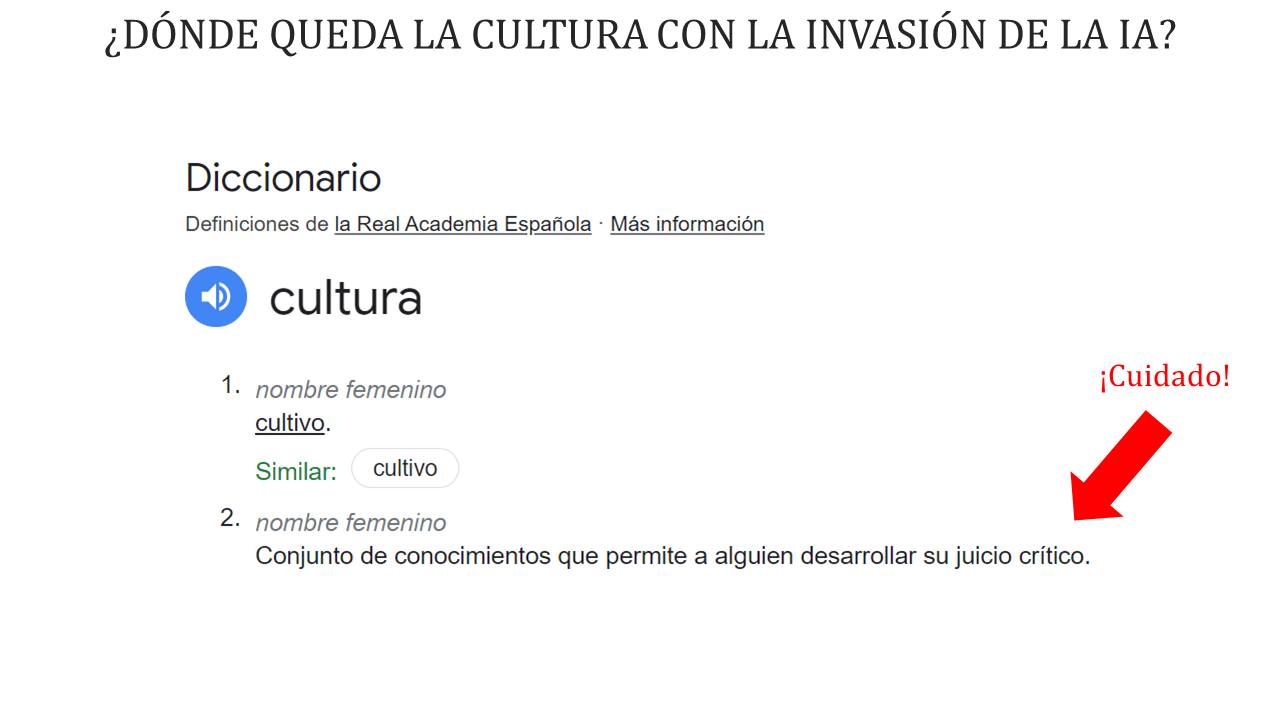 ¿DÓNDE QUEDA LA CULTURA CON LA INVASIÓN DE LA IA?
Diccionario
Definiciones de la Real Academia Española · Más información
cultura
1. nombre femenino
cultivo.
Similar: cultivo
2. nombre femenino
Conjunto de conocimientos que permite a alguien desarrollar su juicio crítico.
¡Cuidado!